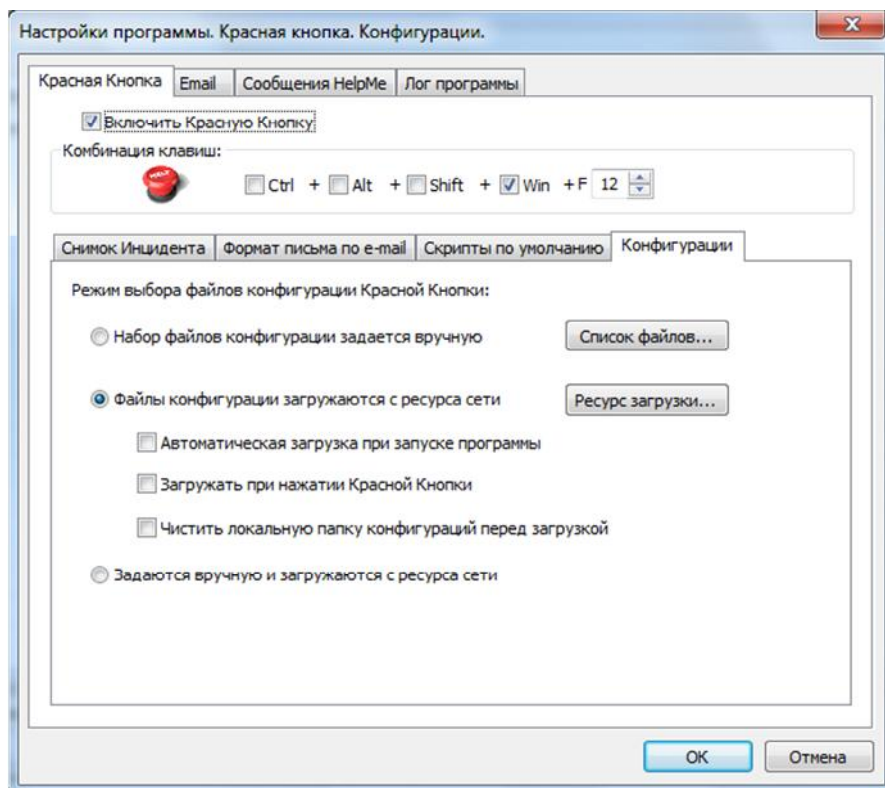 Настройки программы. Красная кнопка. Конфигурации.
Красная Кнопка Email Сообщения HelpMe Лог программы
Включить Красную Кнопку
Комбинация клавиш:
Ctrl + Alt + Shift + Win + F 12
Снимок Инцидента Формат письма по e-mail Скрипты по умолчанию Конфигурации
Режим выбора файлов конфигурации Красной Кнопки:
Набор файлов конфигурации задается вручную Список файлов...
Файлы конфигурации загружаются с ресурса сети Ресурс загрузки...
Автоматическая загрузка при запуске программы
Загружать при нажатии Красной Кнопки
Чистить локальную папку конфигураций перед загрузкой
Задаются вручную и загружаются с ресурса сети
OK Отмена